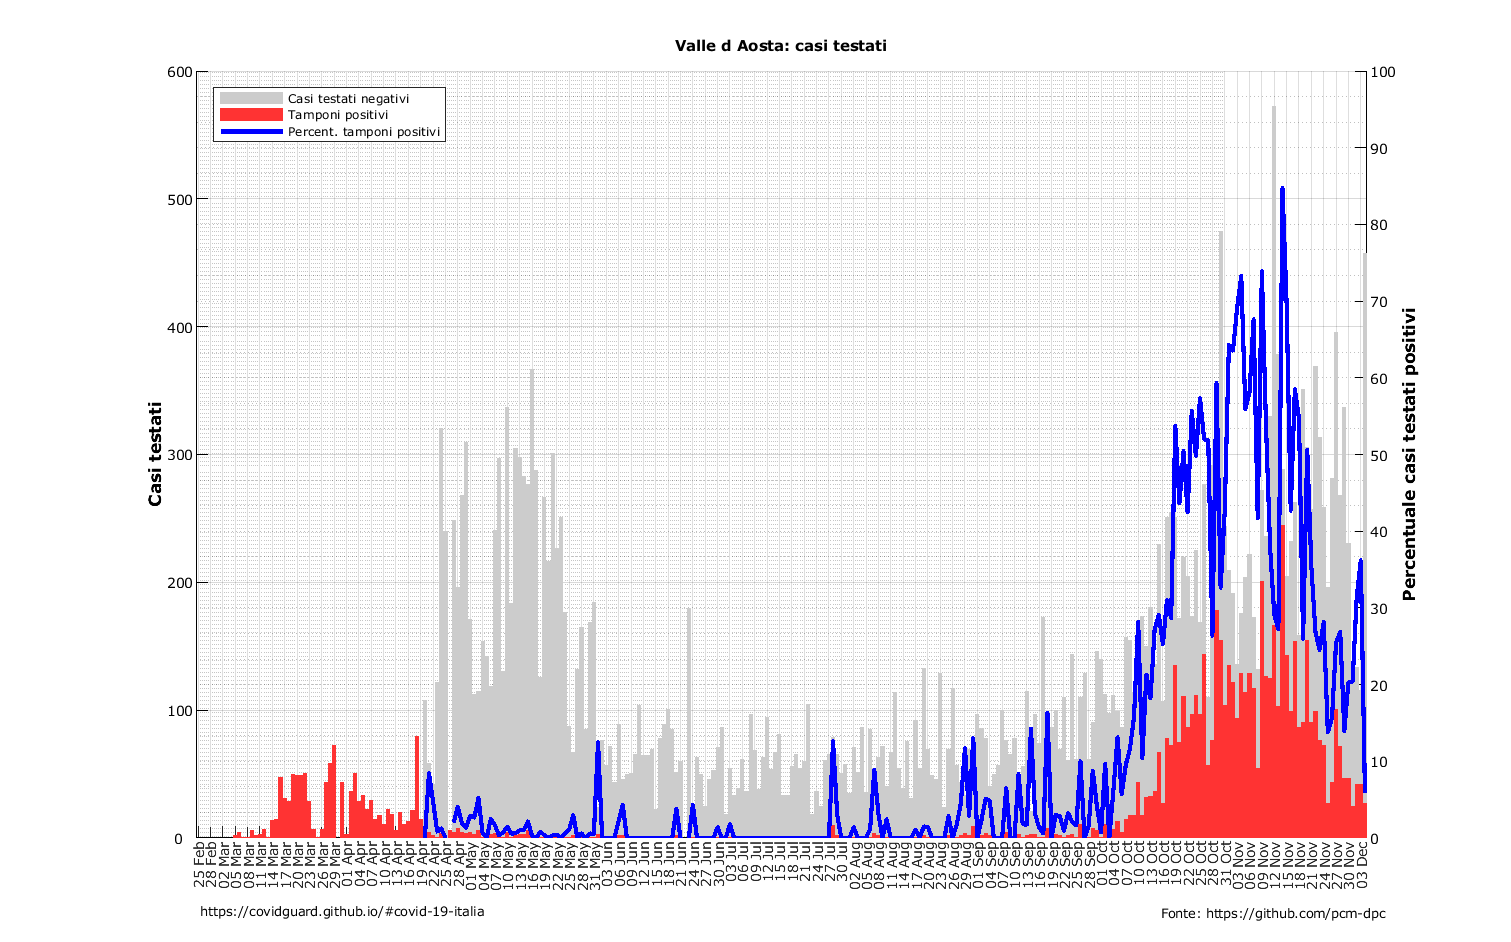 Valle d Aosta: casi testati
600
500
400
300
200
100
0
Casi testati
Casi testati negativi
Tamponi positivi
Percent. tamponi positivi
100
90
80
70
60
50
40
30
20
10
0
Percentuale casi testati positivi
25 Feb
28 Feb
02 Mar
05 Mar
08 Mar
11 Mar
14 Mar
17 Mar
20 Mar
23 Mar
26 Mar
29 Mar
01 Apr
04 Apr
07 Apr
10 Apr
13 Apr
16 Apr
19 Apr
22 Apr
25 Apr
28 Apr
01 May
04 May
07 May
10 May
13 May
16 May
19 May
22 May
25 May
28 May
31 May
03 Jun
06 Jun
09 Jun
12 Jun
15 Jun
18 Jun
21 Jun
24 Jun
27 Jun
30 Jun
03 Jul
06 Jul
09 Jul
12 Jul
15 Jul
18 Jul
21 Jul
24 Jul
27 Jul
30 Jul
02 Aug
05 Aug
08 Aug
11 Aug
14 Aug
17 Aug
20 Aug
23 Aug
26 Aug
29 Aug
01 Sep
04 Sep
07 Sep
10 Sep
13 Sep
16 Sep
19 Sep
22 Sep
25 Sep
28 Sep
01 Oct
04 Oct
07 Oct
10 Oct
13 Oct
16 Oct
19 Oct
22 Oct
25 Oct
28 Oct
31 Oct
03 Nov
06 Nov
09 Nov
12 Nov
15 Nov
18 Nov
21 Nov
24 Nov
27 Nov
30 Nov
03 Dec
https://covidguard.github.io/#covid-19-italia
Fonte: https://github.com/pcm-dpc